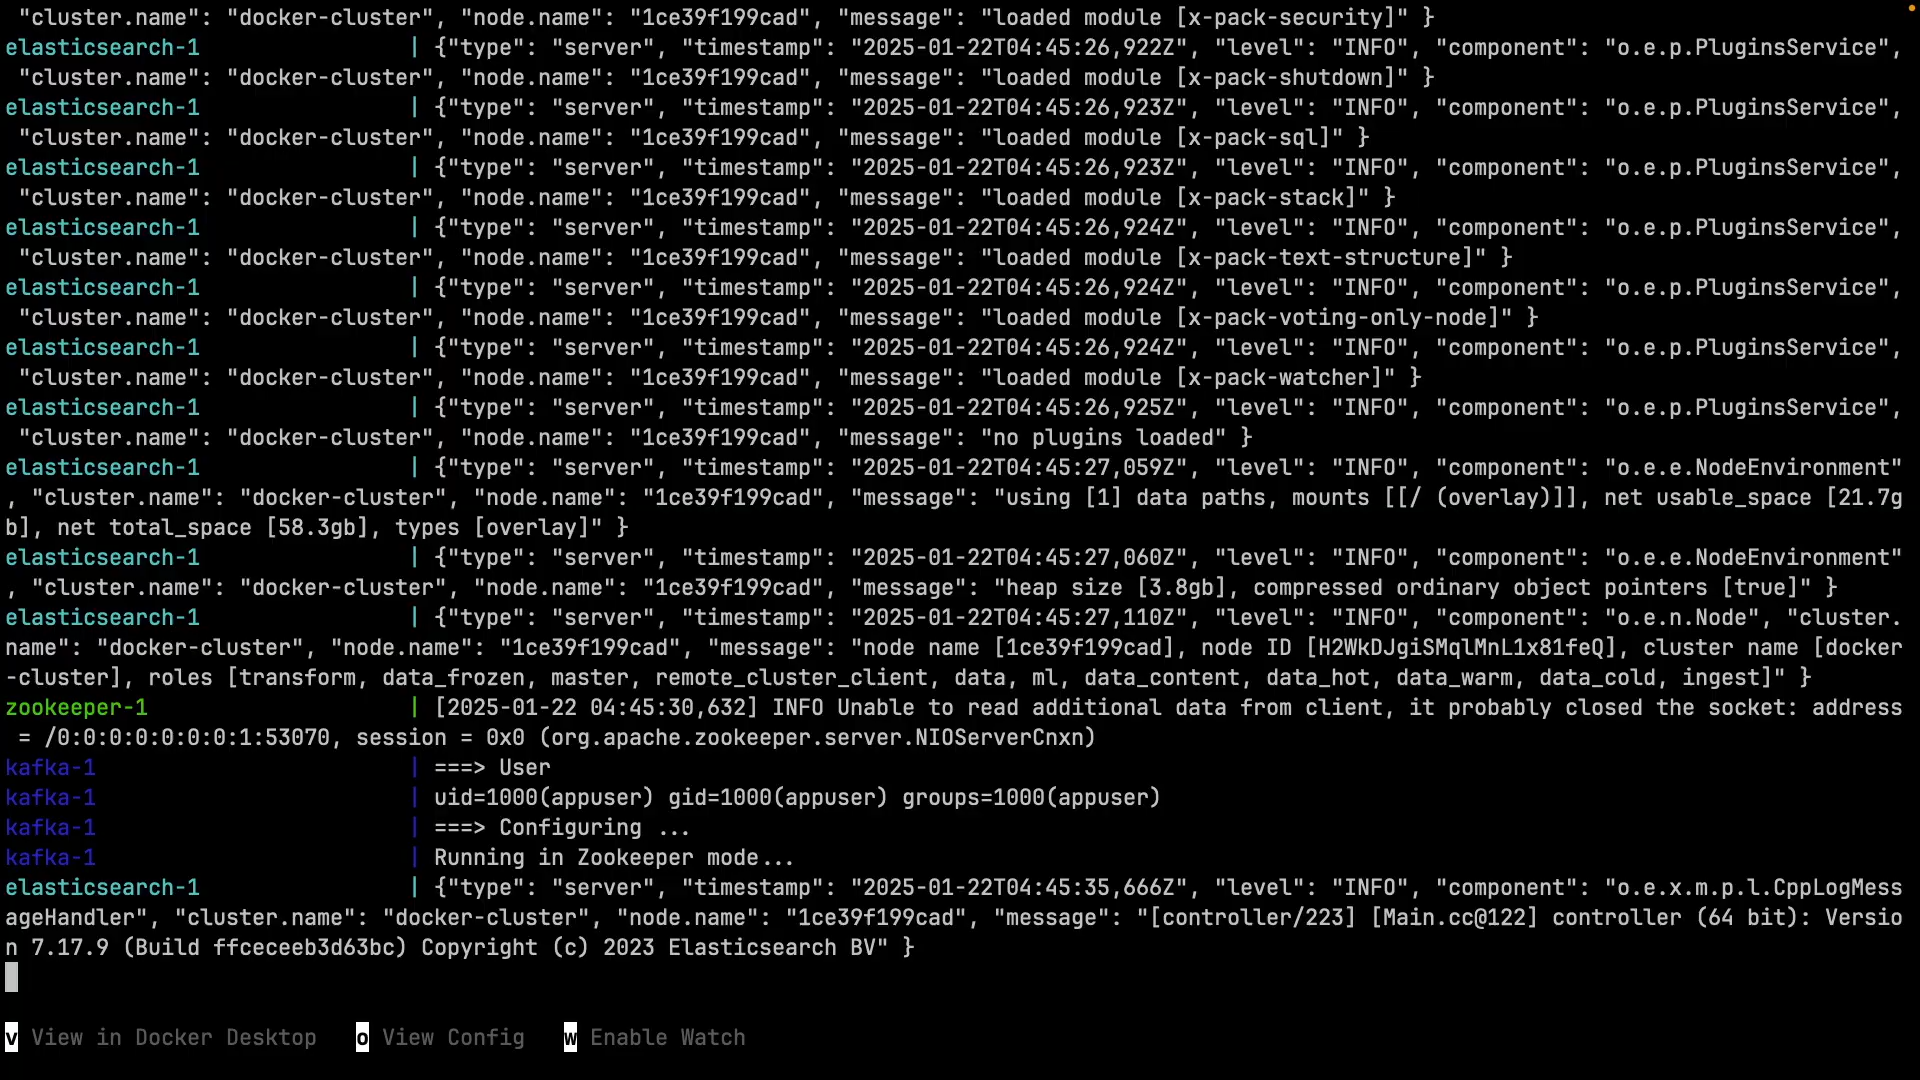 "cluster.name": "docker-cluster", "node.name": "1ce39f199cad", "message": "loaded module [x-pack-security]" }
elasticsearch-1 | {"type": "server", "timestamp": "2025-01-22T04:45:26,922Z", "level": "INFO", "component": "o.e.p.PluginsService",
 "cluster.name": "docker-cluster", "node.name": "1ce39f199cad", "message": "loaded module [x-pack-shutdown]" }
elasticsearch-1 | {"type": "server", "timestamp": "2025-01-22T04:45:26,923Z", "level": "INFO", "component": "o.e.p.PluginsService",
 "cluster.name": "docker-cluster", "node.name": "1ce39f199cad", "message": "loaded module [x-pack-sql]" }
elasticsearch-1 | {"type": "server", "timestamp": "2025-01-22T04:45:26,923Z", "level": "INFO", "component": "o.e.p.PluginsService",
 "cluster.name": "docker-cluster", "node.name": "1ce39f199cad", "message": "loaded module [x-pack-stack]" }
elasticsearch-1 | {"type": "server", "timestamp": "2025-01-22T04:45:26,924Z", "level": "INFO", "component": "o.e.p.PluginsService",
 "cluster.name": "docker-cluster", "node.name": "1ce39f199cad", "message": "loaded module [x-pack-text-structure]" }
elasticsearch-1 | {"type": "server", "timestamp": "2025-01-22T04:45:26,924Z", "level": "INFO", "component": "o.e.p.PluginsService",
 "cluster.name": "docker-cluster", "node.name": "1ce39f199cad", "message": "loaded module [x-pack-voting-only-node]" }
elasticsearch-1 | {"type": "server", "timestamp": "2025-01-22T04:45:26,924Z", "level": "INFO", "component": "o.e.p.PluginsService",
 "cluster.name": "docker-cluster", "node.name": "1ce39f199cad", "message": "loaded module [x-pack-watcher]" }
elasticsearch-1 | {"type": "server", "timestamp": "2025-01-22T04:45:26,925Z", "level": "INFO", "component": "o.e.p.PluginsService",
 "cluster.name": "docker-cluster", "node.name": "1ce39f199cad", "message": "no plugins loaded" }
elasticsearch-1 | {"type": "server", "timestamp": "2025-01-22T04:45:27,059Z", "level": "INFO", "component": "o.e.e.NodeEnvironment"
, "cluster.name": "docker-cluster", "node.name": "1ce39f199cad", "message": "using [1] data paths, mounts [[/ (overlay)]], net usable_space [21.7g
b], net total_space [58.3gb], types [overlay]" }
elasticsearch-1 | {"type": "server", "timestamp": "2025-01-22T04:45:27,060Z", "level": "INFO", "component": "o.e.e.NodeEnvironment"
, "cluster.name": "docker-cluster", "node.name": "1ce39f199cad", "message": "heap size [3.8gb], compressed ordinary object pointers [true]" }
elasticsearch-1 | {"type": "server", "timestamp": "2025-01-22T04:45:27,110Z", "level": "INFO", "component": "o.e.n.Node", "cluster.
name": "docker-cluster", "node.name": "1ce39f199cad", "message": "node name [1ce39f199cad], node ID [H2WkDJgiSMqlMnL1x81feQ], cluster name [docker
-cluster], roles [transform, data_frozen, master, remote_cluster_client, data, ml, data_content, data_hot, data_warm, data_cold, ingest]" }
zookeeper-1 | [2025-01-22 04:45:30,632] INFO Unable to read additional data from client, it probably closed the socket: address
 = /0:0:0:0:0:0:0:1:53070, session = 0x0 (org.apache.zookeeper.server.NIOServerCnxn)
kafka-1 | ===> User
kafka-1 | uid=1000(appuser) gid=1000(appuser) groups=1000(appuser)
kafka-1 | ===> Configuring ...
kafka-1 | Running in Zookeeper mode...
elasticsearch-1 | {"type": "server", "timestamp": "2025-01-22T04:45:35,666Z", "level": "INFO", "component": "o.e.x.m.p.l.CppLogMess
ageHandler", "cluster.name": "docker-cluster", "node.name": "1ce39f199cad", "message": "[controller/223] [Main.cc@122] controller (64 bit): Versio
n 7.17.9 (Build ffceceeb3d63bc) Copyright (c) 2023 Elasticsearch BV" }
v View in Docker Desktop o View Config w Enable Watch